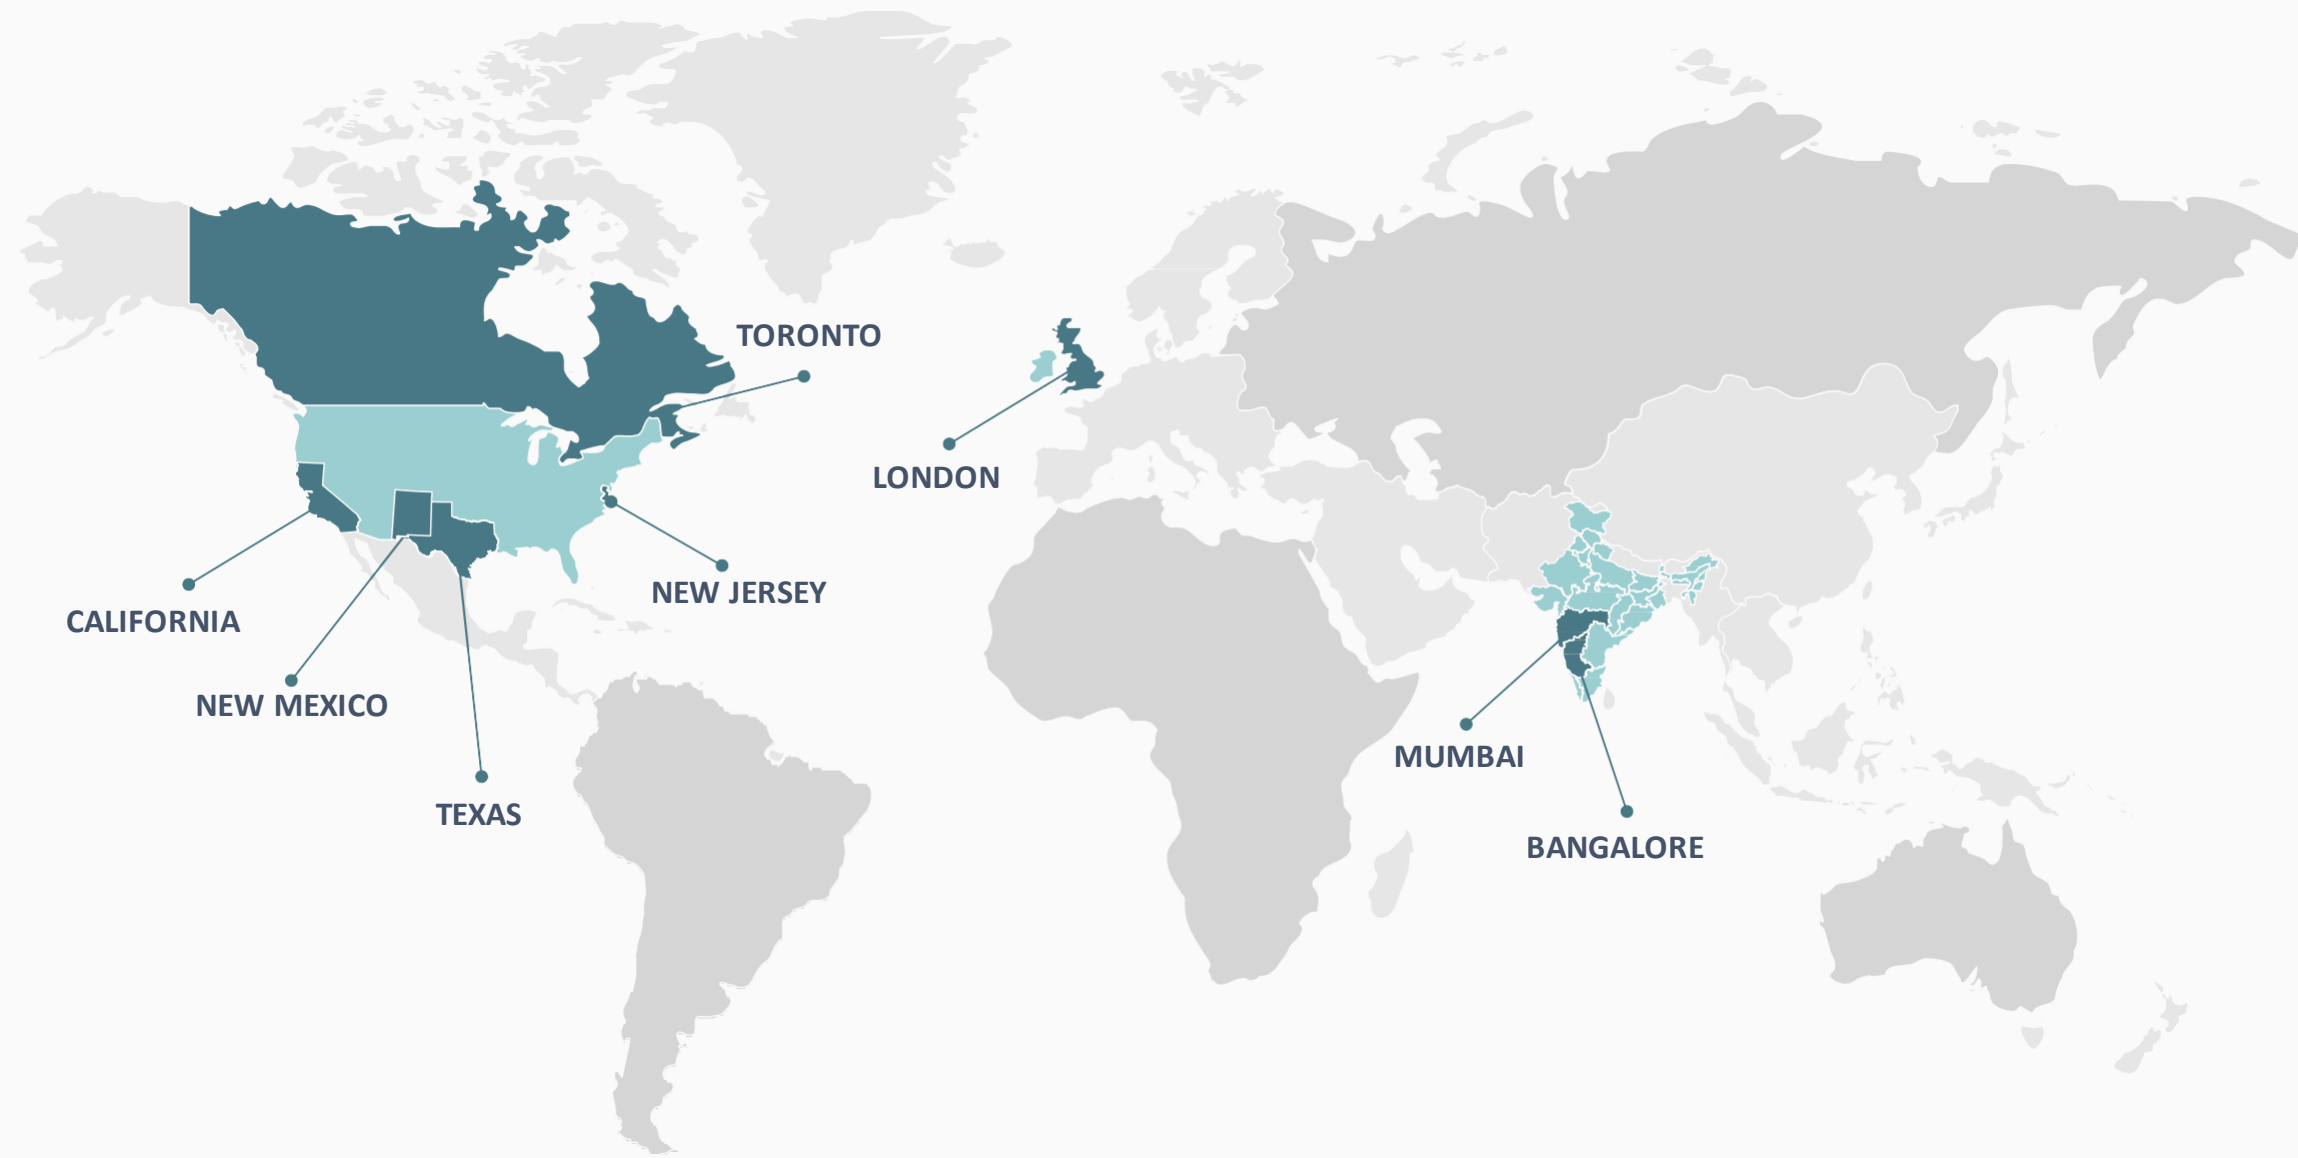 TORONTO
LONDON
NEW JERSEY
CALIFORNIA
NEW MEXICO
TEXAS
MUMBAI
BANGALORE